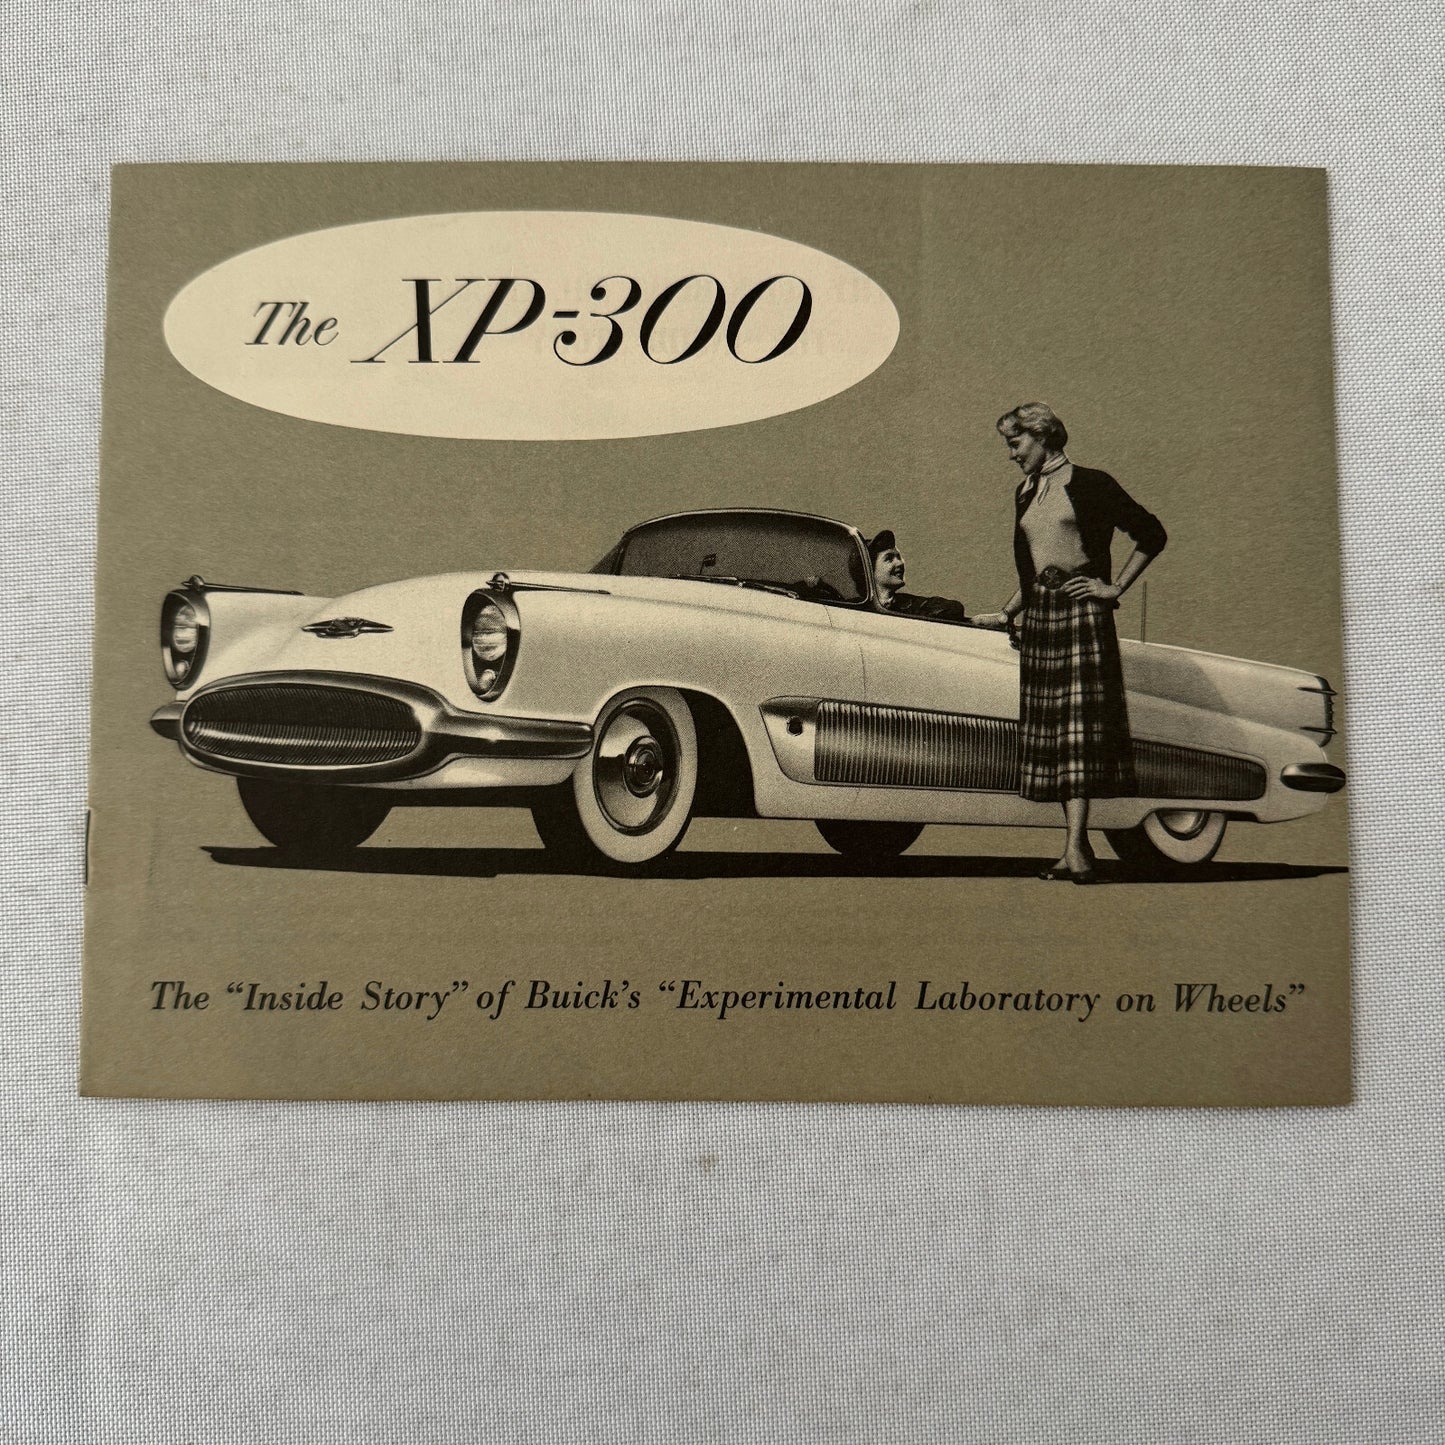 The XP-300
The “Inside Story” of Buick’s “Experimental Laboratory on Wheels”